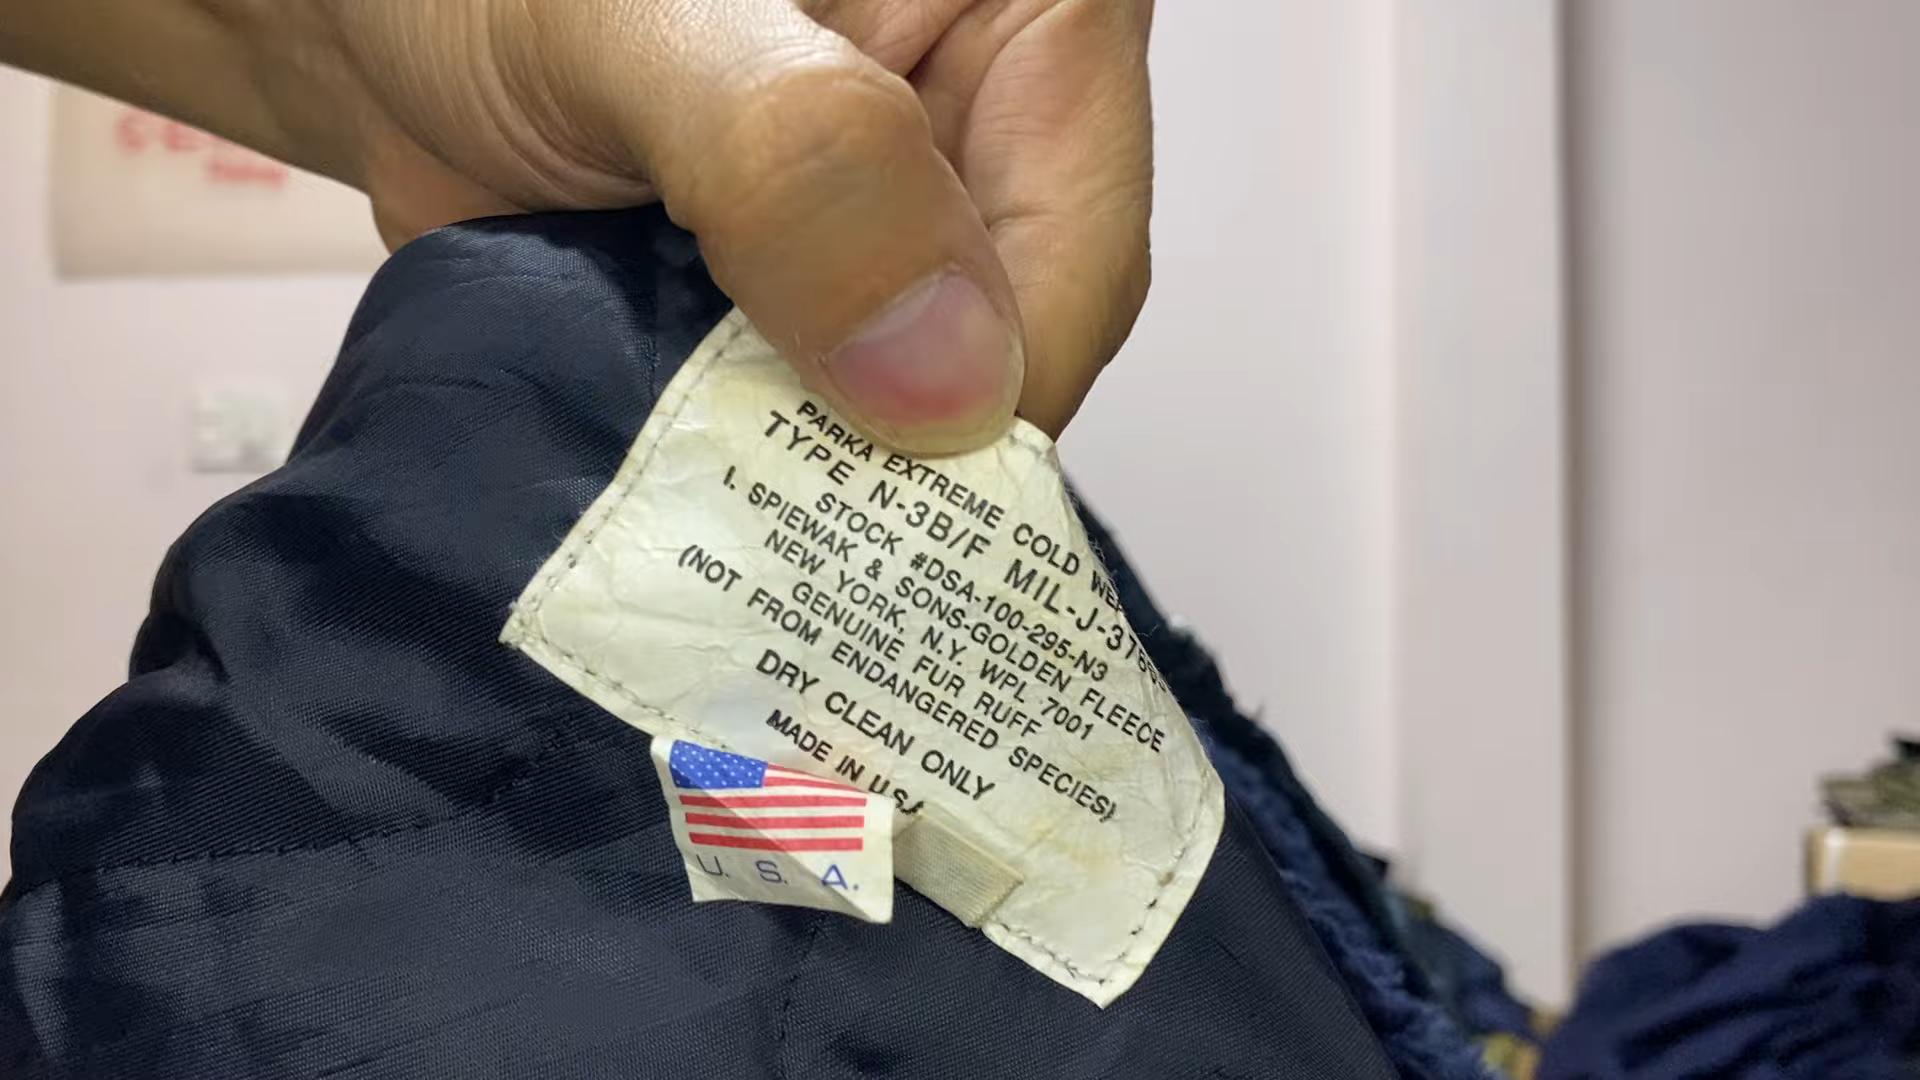 PARKA EXTREME COLD
TYPE N-3B/F MIL-J-
STOCK #DSA-100-295-N3
I. SPIEWAK & SONS-GOLDEN FLEECE
NEW YORK, N.Y. WPL 7001
GENUINE FUR RUFF
(NOT FROM ENDANGERED SPECIES)
DRY CLEAN ONLY
MADE IN U.S.A
U. S. A.